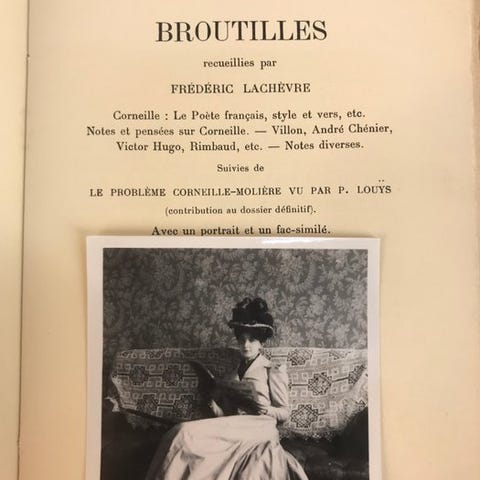 BROUTILLES
recueillies par
FRÉDÉRIC LACHÈVRE
Corneille : Le Poète français, style et vers, etc.
Notes et pensées sur Corneille. — Villon, André Chénier,
Victor Hugo, Rimbaud, etc. — Notes diverses.
Suivies de
LE PROBLÈME CORNEILLE-MOLIÈRE VU PAR P. LOUŸS
(contribution au dossier définitif).
Avec un portrait et un fac-similé.